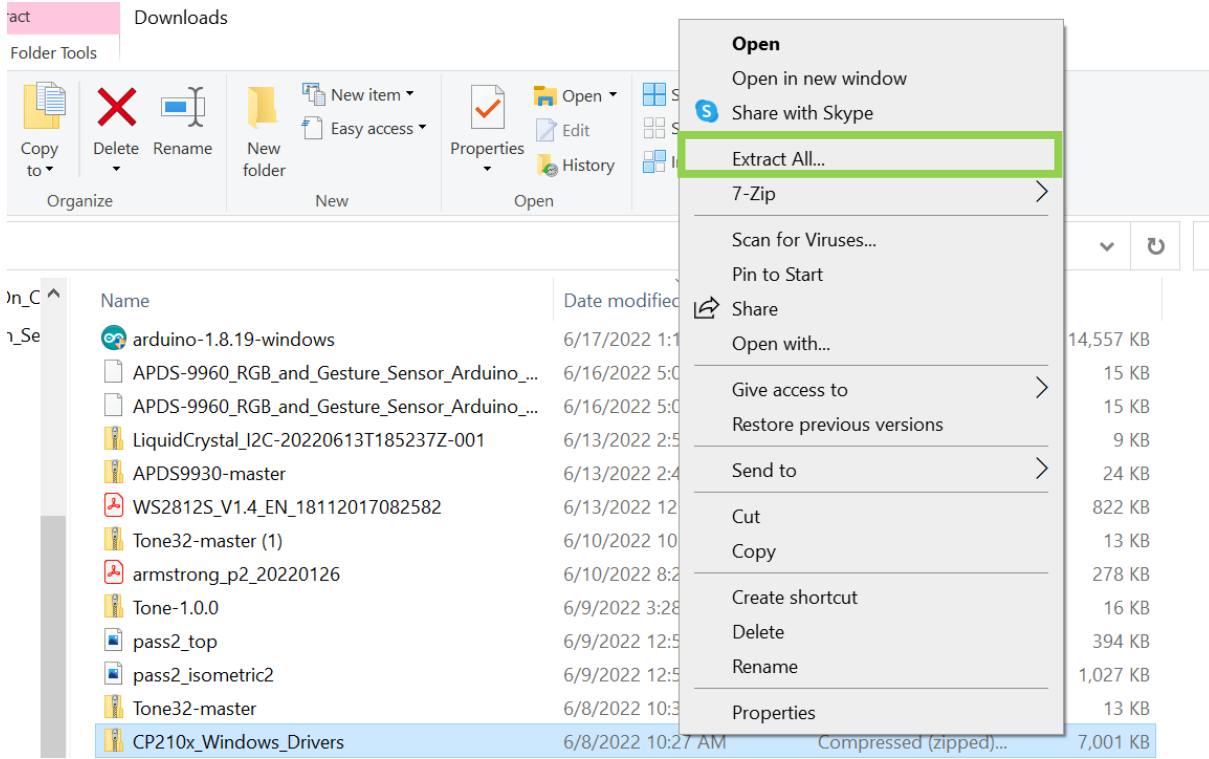 ract
Downloads
Folder Tools
Copy
to
Delete
Rename
New
folder
New item
Easy access
Properties
Open
Edit
History
Organize
New
Open
Open
Open in new window
Share with Skype
Extract All...
7-Zip
Scan for Viruses...
Pin to Start
Share
Open with...
Give access to
Restore previous versions
Send to
Cut
Copy
Create shortcut
Delete
Rename
Properties
Name Date modified
arduino-1.8.19-windows 6/17/2022 1:1 14,557 KB
APDS-9960_RGB_and_Gesture_Sensor_Arduino_... 6/16/2022 5:0 15 KB
APDS-9960_RGB_and_Gesture_Sensor_Arduino_... 6/16/2022 5:0 15 KB
LiquidCrystal_I2C-20220613T185237Z-001 6/13/2022 2:5 9 KB
APDS9930-master 6/13/2022 2:4 24 KB
WS2812S_V1.4_EN_18112017082582 6/13/2022 12 822 KB
Tone32-master (1) 6/10/2022 10 13 KB
armstrong_p2_20220126 6/10/2022 8:2 278 KB
Tone-1.0.0 6/9/2022 3:28 16 KB
pass2_top 6/9/2022 12:5 394 KB
pass2_isometric2 6/9/2022 12:5 1,027 KB
Tone32-master 6/8/2022 10:3 13 KB
CP210x_Windows_Drivers 6/8/2022 10:27 AM Compressed (zipped)... 7,001 KB